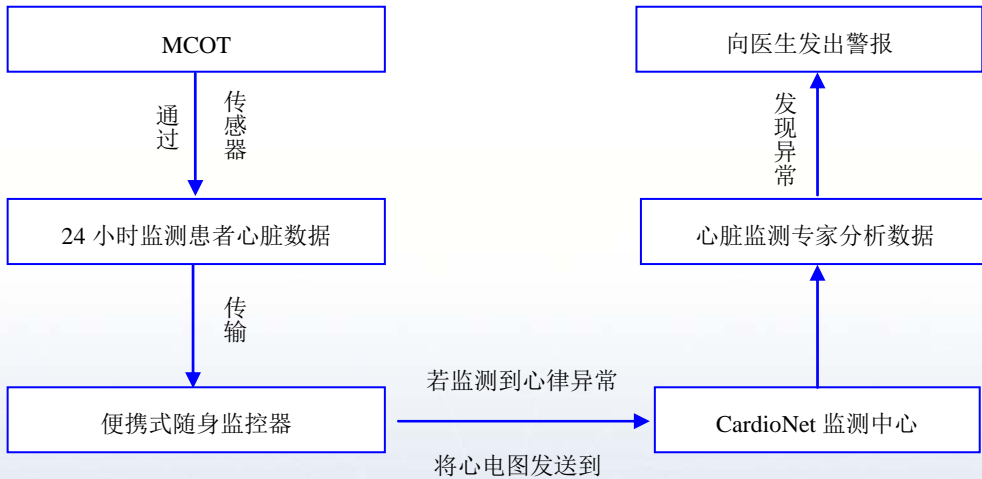 MCOT
通过
传感器
24 小时监测患者心脏数据
传输
便携式随身监控器
若监测到心律异常
将心电图发送到
CardioNet 监测中心
心脏监测专家分析数据
发现异常
向医生发出警报